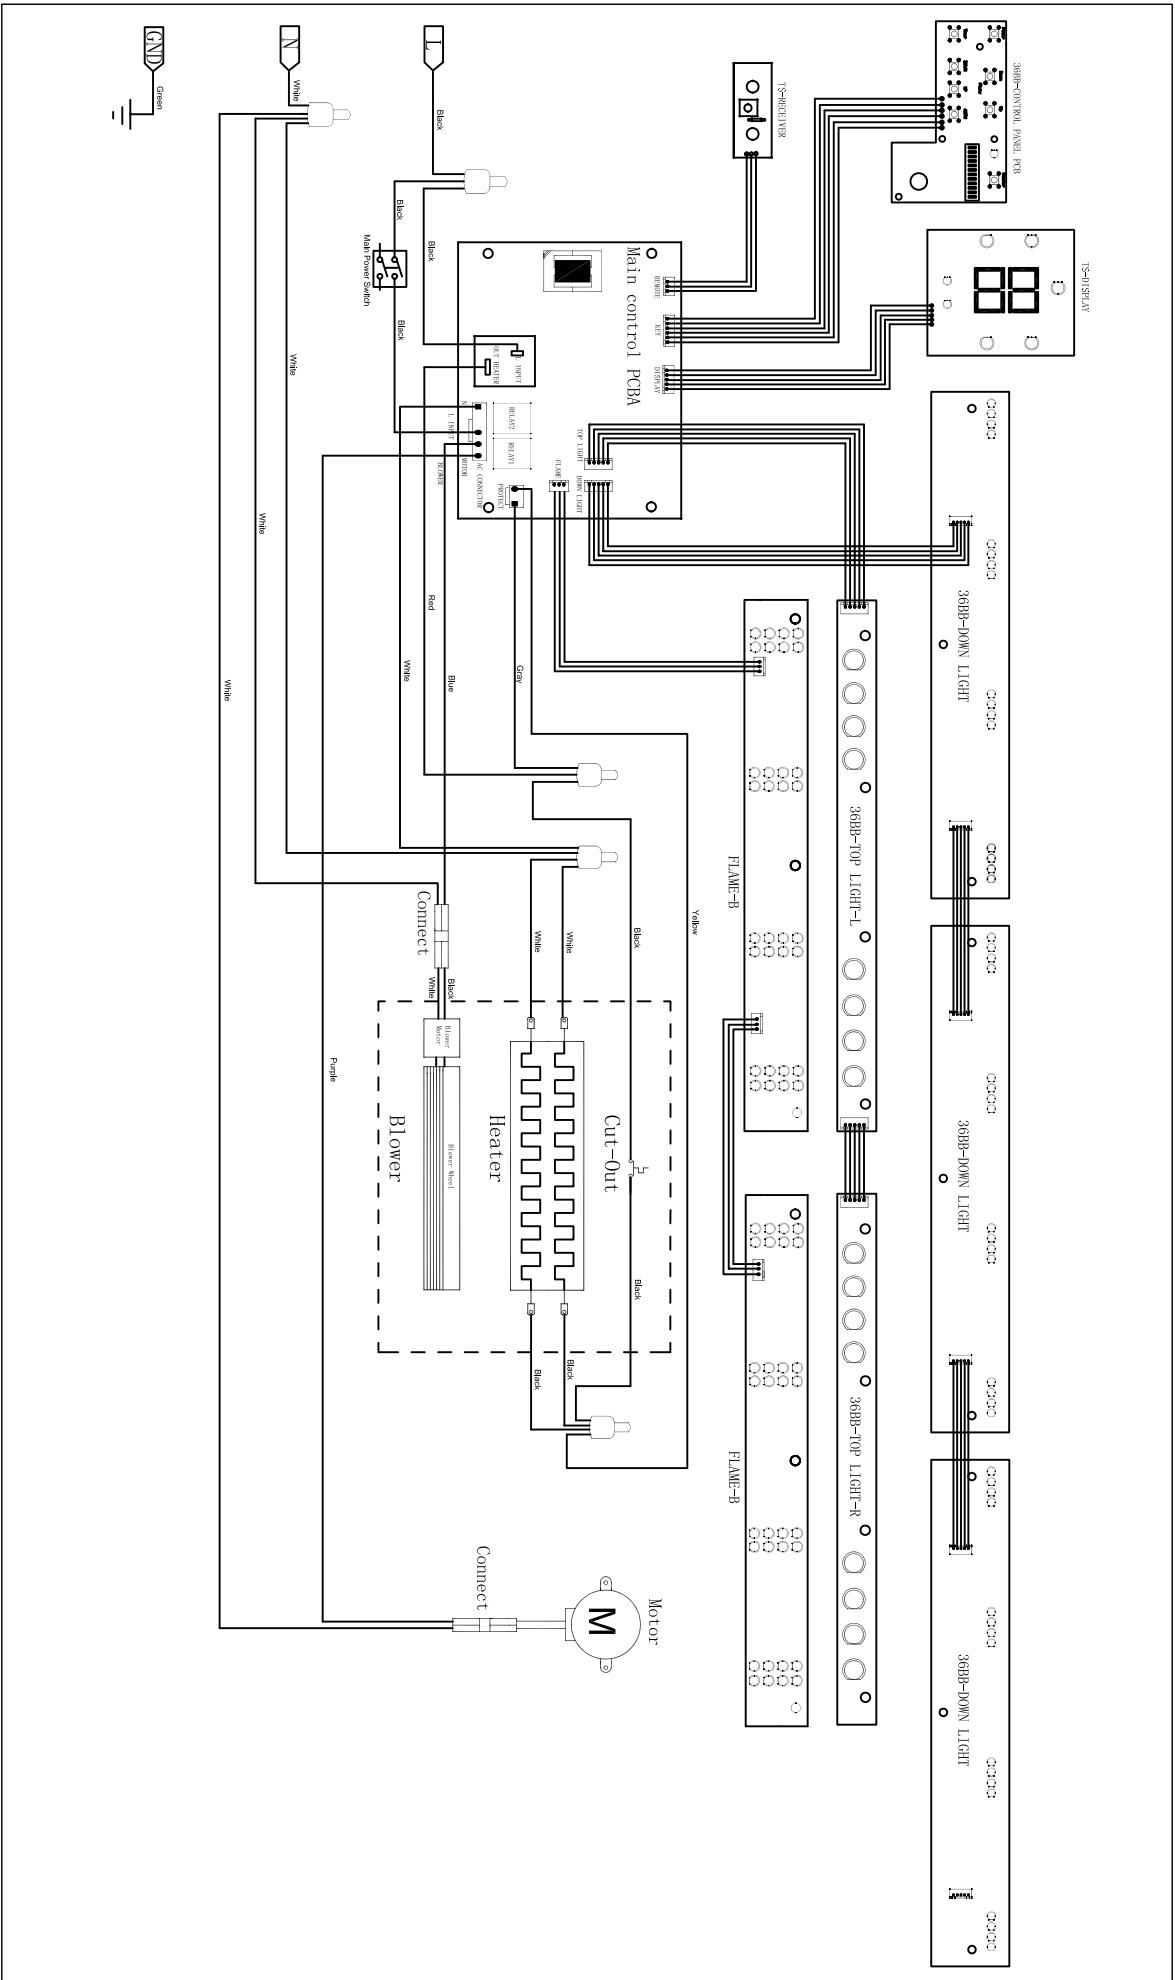 36BB-CONTROL PANEL PCB
TS-DISPLAY
TS-RECEIVER
36BB-DOWN LIGHT
36BB-DOWN LIGHT
36BB-DOWN LIGHT
36BB-TOP LIGHT-L
36BB-TOP LIGHT-R
FLAME-B
FLAME-B
Main control PCBA
REMOTE
KEY
DISPLAY
TOP LIGHT
DOWN LIGHT
FLAME
PROTECT
RELAY2
RELAY1
L INPUT
OUT HEATER
N
L INPUT
MOTOR
BLOWER
AC CONNECTOR
L
Black
Black
Black
Main Power Switch
Black
N
White
GND
Green
White
White
White
White
Red
Blue
Gray
Yellow
Black
White
White
Connect
Black
White
Blower Motor
Blower Wheel
Blower
Heater
Cut-Out
Black
Black
Black
Purple
Connect
Motor
M